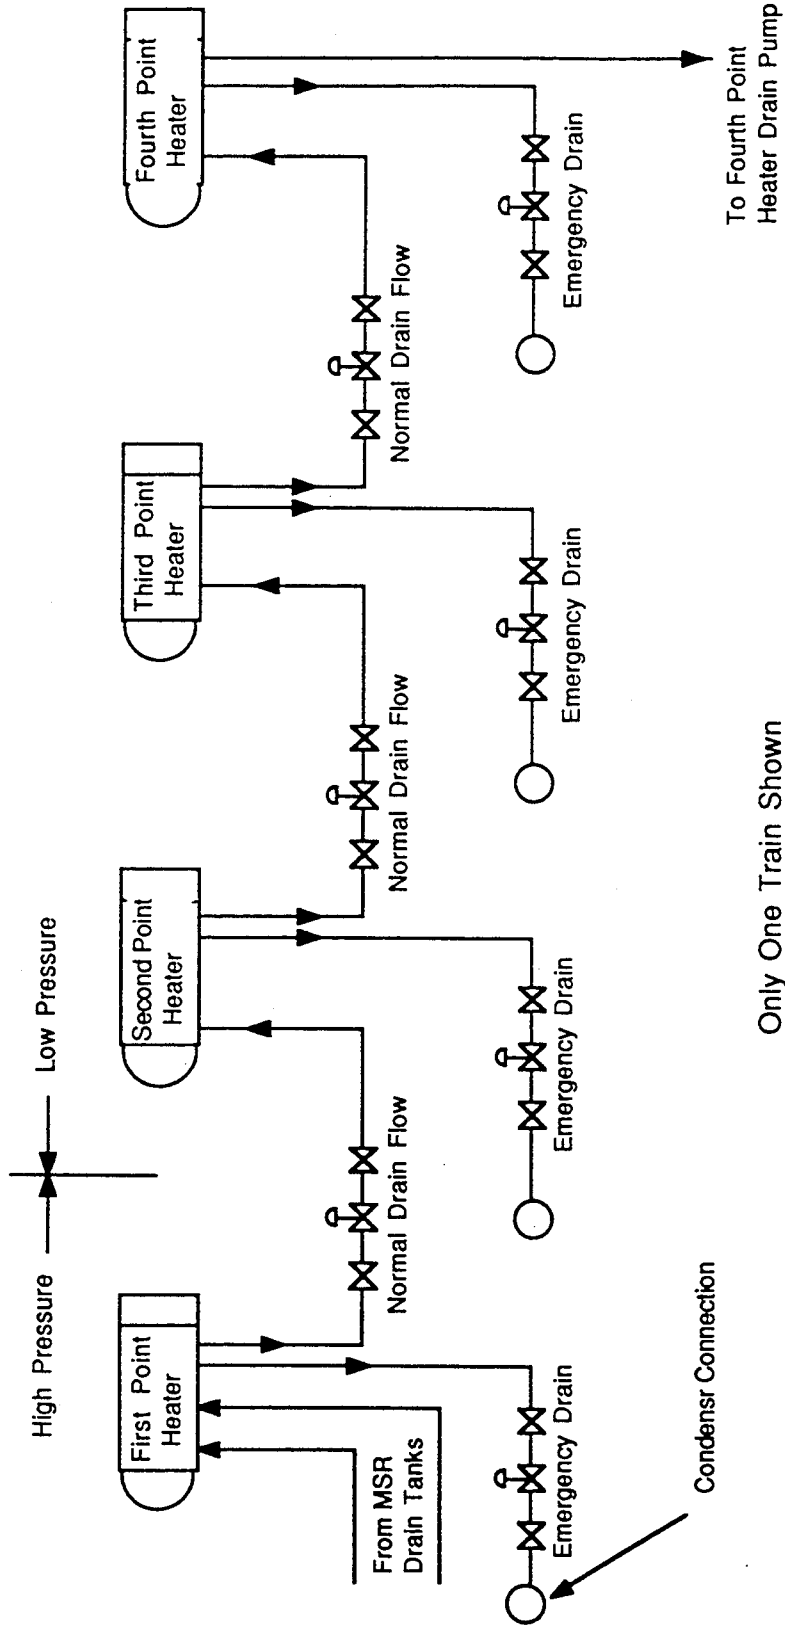 High Pressure
Low Pressure
First Point
Heater
Second Point
Heater
Third Point
Heater
Fourth Point
Heater
From MSR
Drain Tanks
Normal Drain Flow
Normal Drain Flow
Normal Drain Flow
Emergency Drain
Emergency Drain
Emergency Drain
Emergency Drain
Condensr Connection
To Fourth Point
Heater Drain Pump
Only One Train Shown